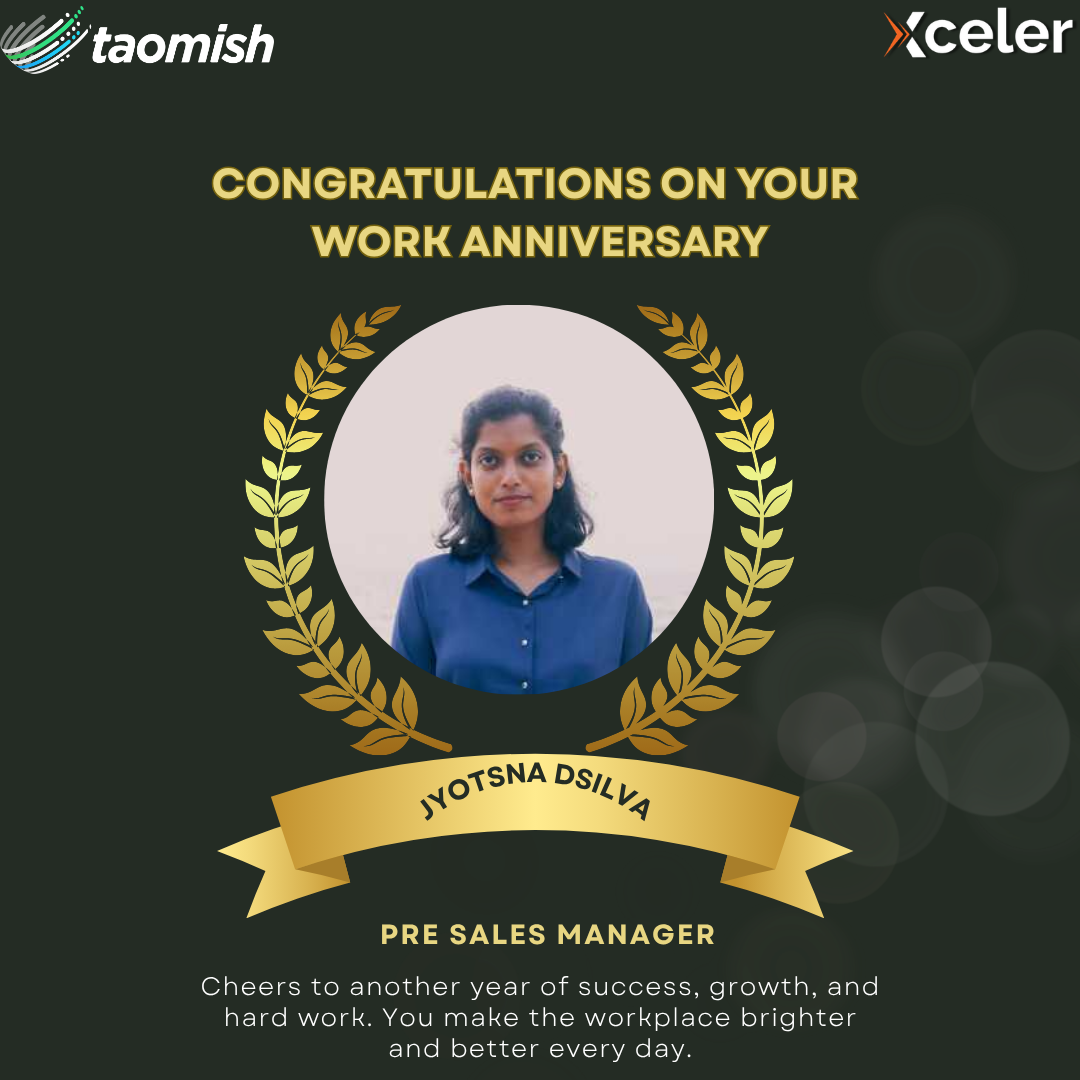 taomish
Xceler
CONGRATULATIONS ON YOUR
WORK ANNIVERSARY
JYOTSNA DSILVA
PRE SALES MANAGER
Cheers to another year of success, growth, and
hard work. You make the workplace brighter
and better every day.